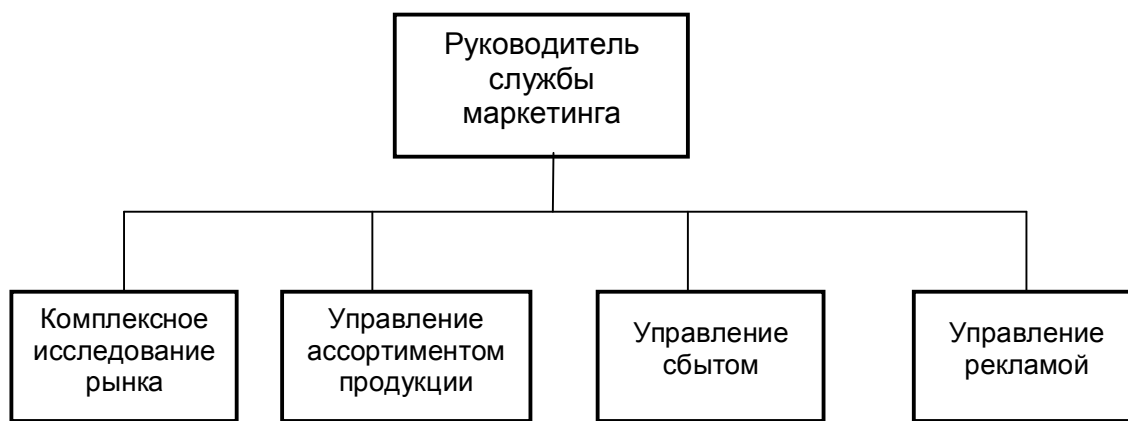 Руководитель
службы
маркетинга
Комплексное
исследование
рынка
Управление
ассортиментом
продукции
Управление
сбытом
Управление
рекламой